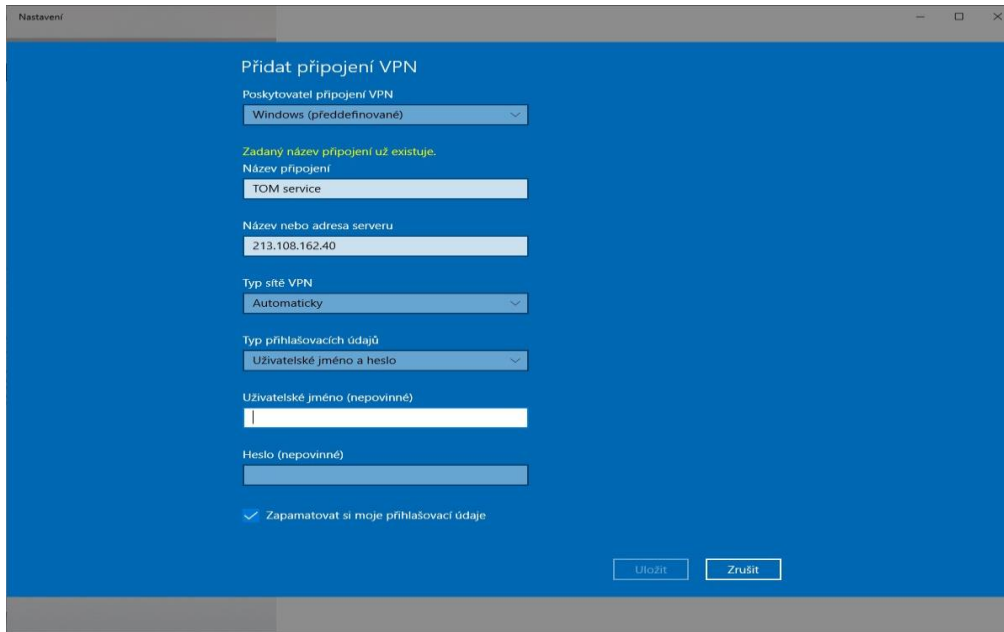 Nastavení
Přidat připojení VPN
Poskytovatel připojení VPN
Windows (předdefinované)
Zadaný název připojení už existuje.
Název připojení
TOM service
Název nebo adresa serveru
213.108.162.40
Typ sítě VPN
Automaticky
Typ přihlašovacích údajů
Uživatelské jméno a heslo
Uživatelské jméno (nepovinné)
Heslo (nepovinné)
Zapamatovat si moje přihlašovací údaje
Uložit
Zrušit